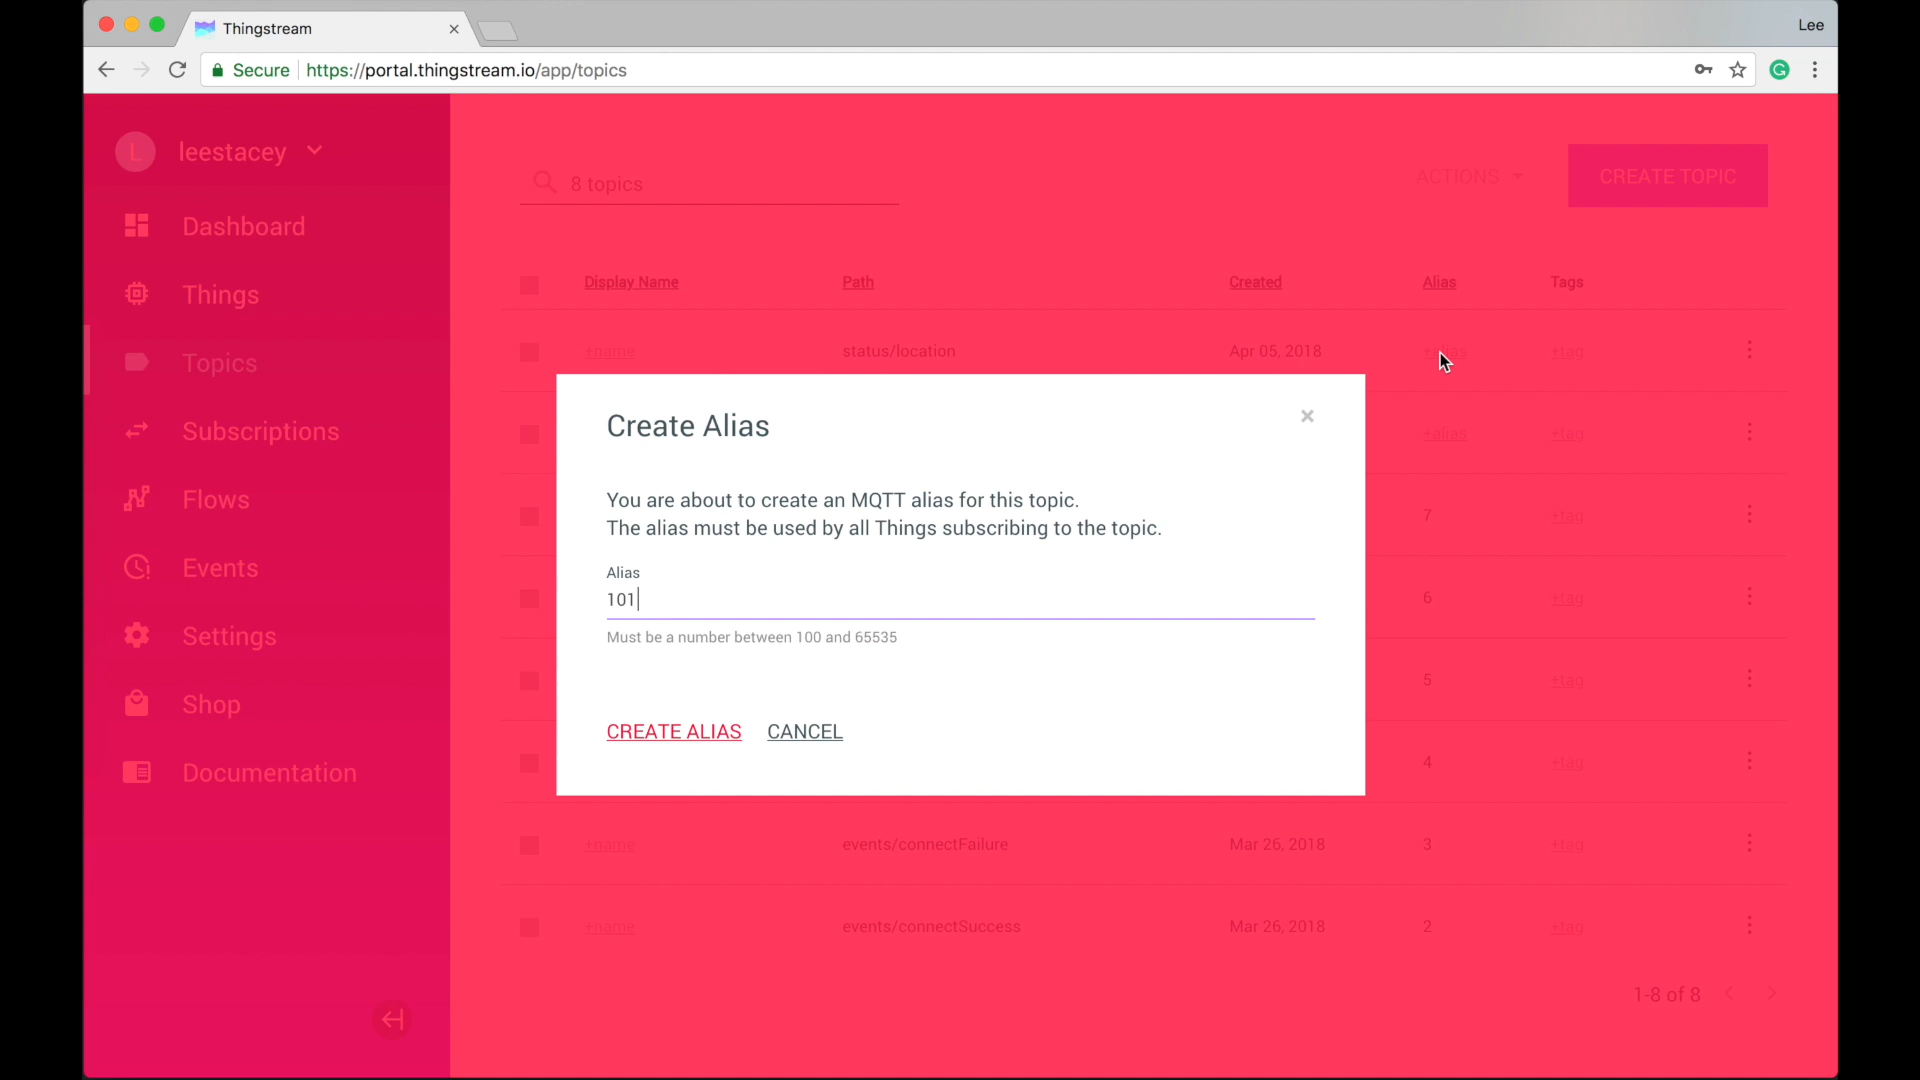 Thingstream
Lee
Secure https://portal.thingstream.io/app/topics
L leestacey
8 topics
ACTIONS
CREATE TOPIC
Dashboard
Things
Topics
Subscriptions
Flows
Events
Settings
Shop
Documentation
Display Name Path Created Alias Tags
+name status/location Apr 05, 2018 +alias +tag
+alias +tag
7 +tag
6 +tag
5 +tag
4 +tag
Create Alias
×
You are about to create an MQTT alias for this topic.
The alias must be used by all Things subscribing to the topic.
Alias
101
Must be a number between 100 and 65535
CREATE ALIAS CANCEL
+name events/connectFailure Mar 26, 2018 3 +tag
+name events/connectSuccess Mar 26, 2018 2 +tag
1-8 of 8